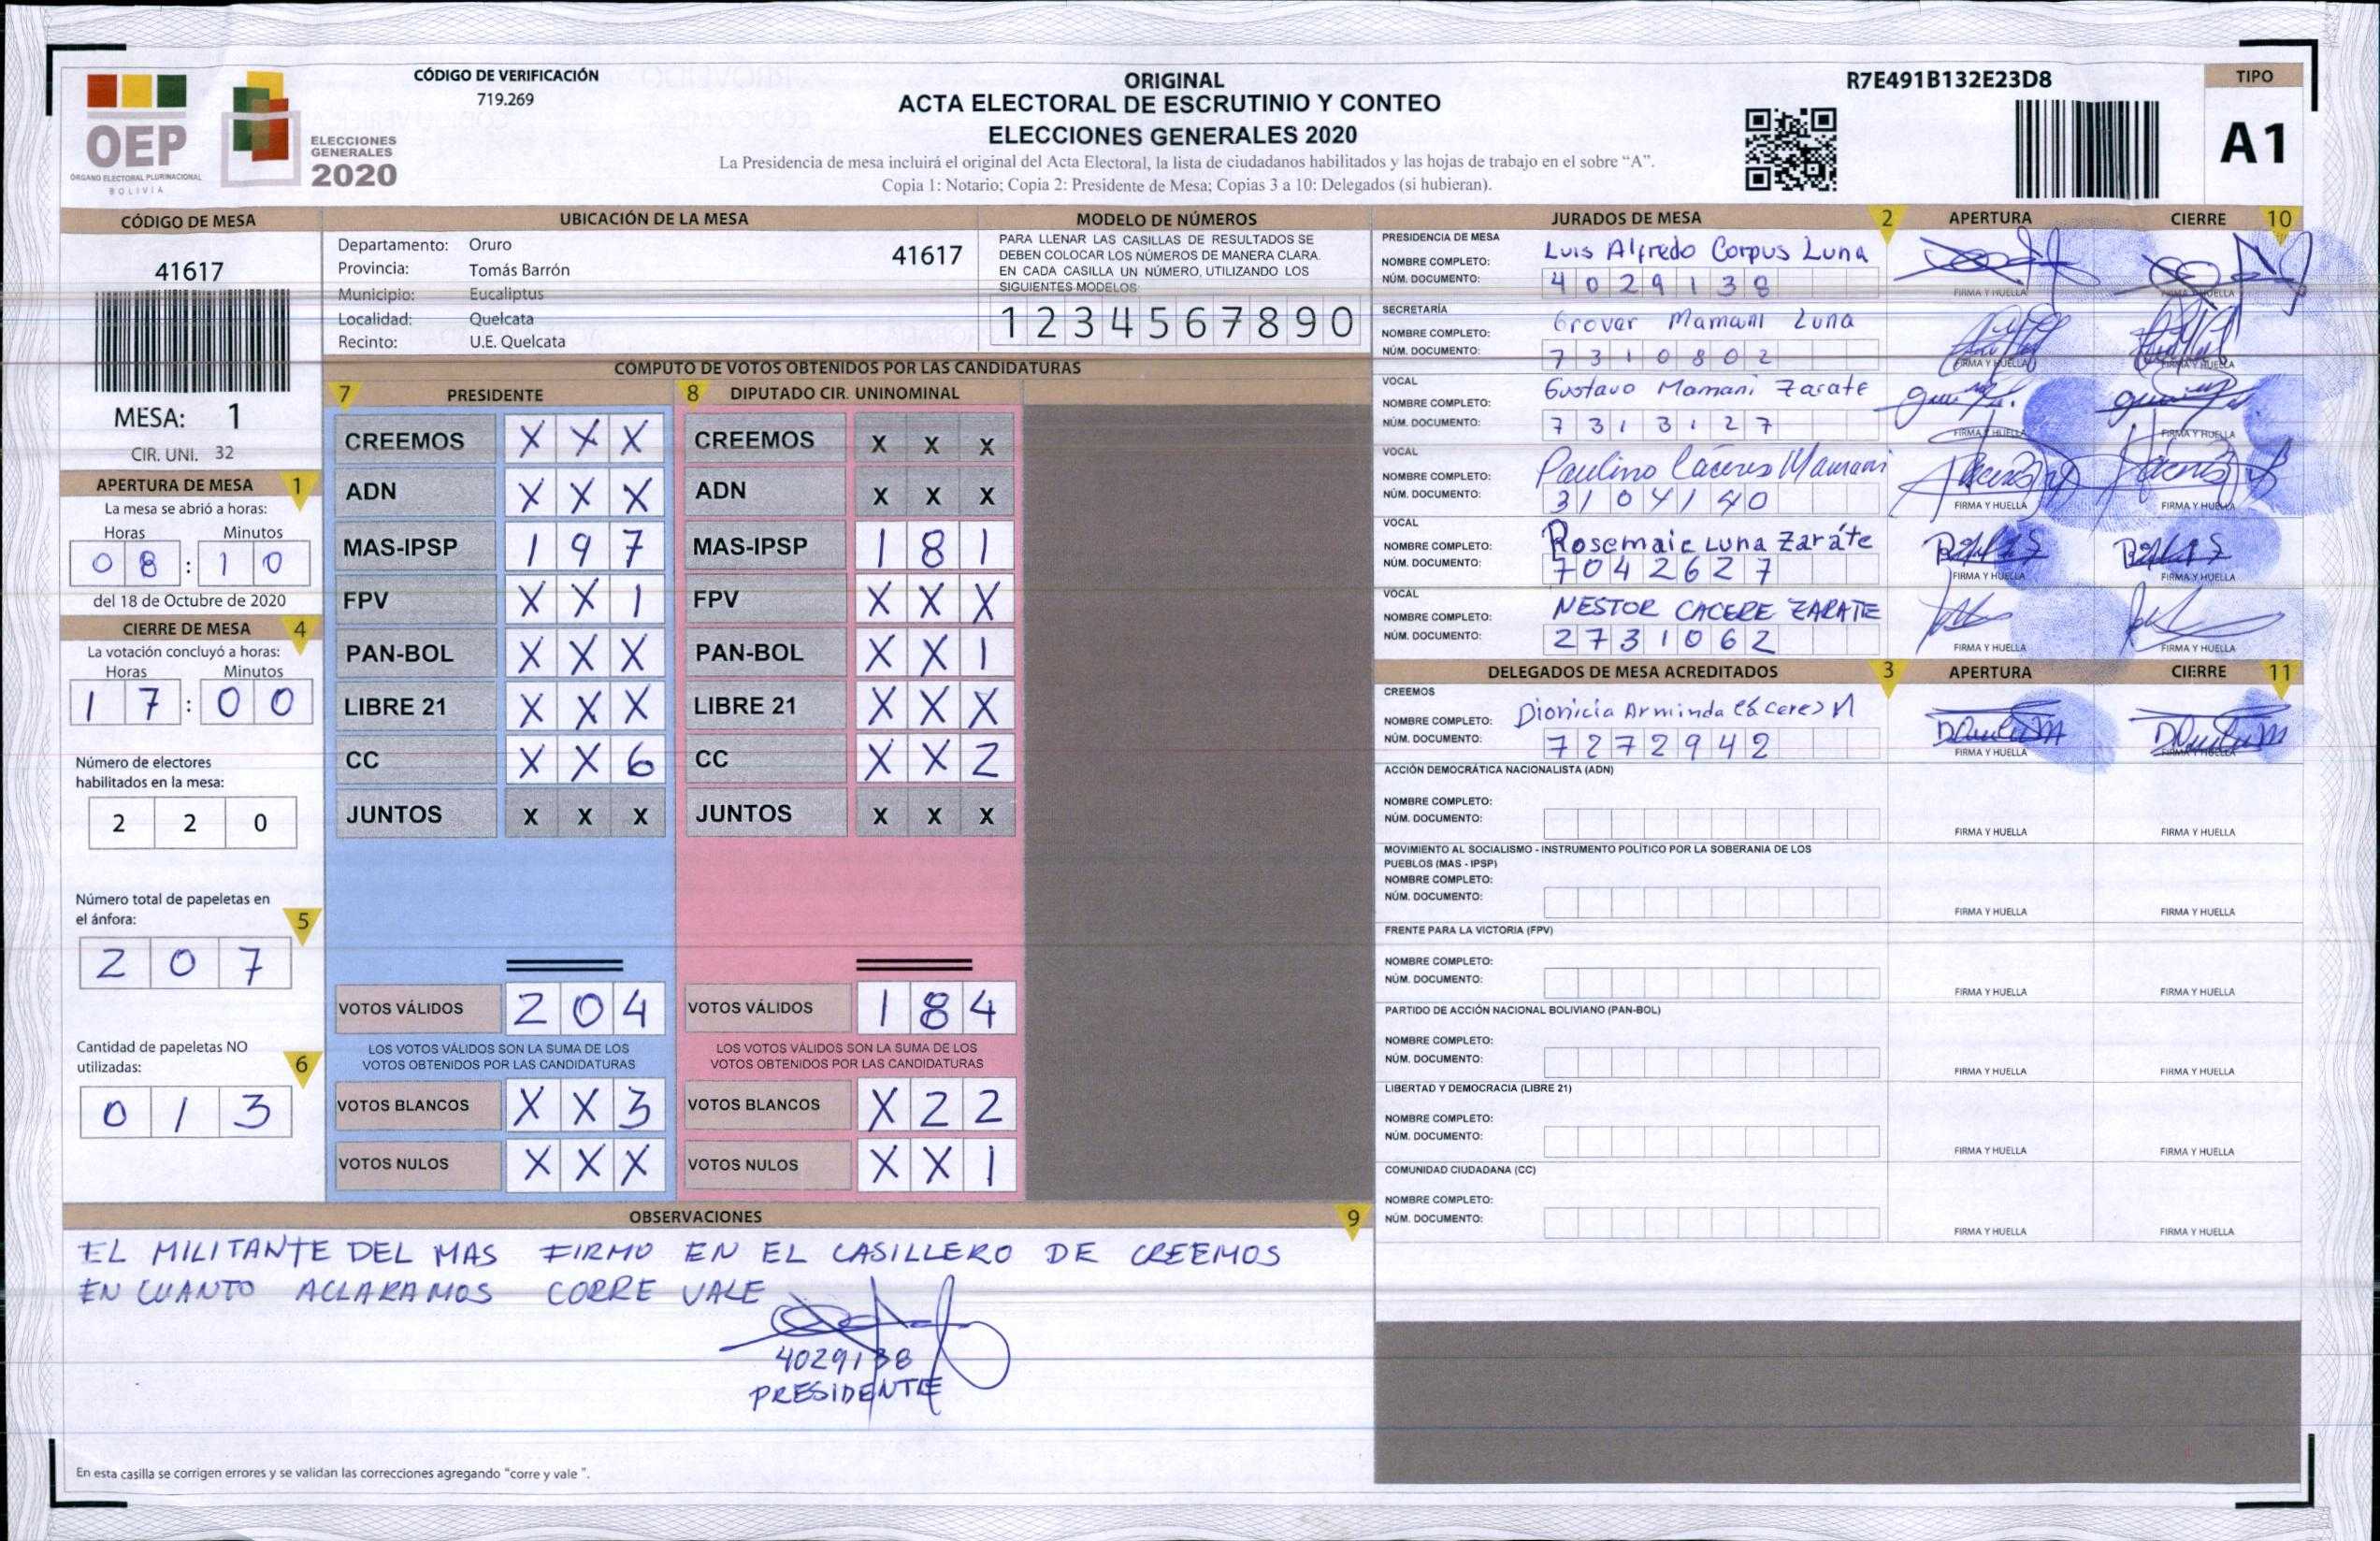 OEP
ÓRGANO ELECTORAL PLURINACIONAL
BOLIVIA
ELECCIONES
GENERALES
2020
CÓDIGO DE VERIFICACIÓN
719.269
ORIGINAL
ACTA ELECTORAL DE ESCRUTINIO Y CONTEO
ELECCIONES GENERALES 2020
La Presidencia de mesa incluirá el original del Acta Electoral, la lista de ciudadanos habilitados y las hojas de trabajo en el sobre “A”.
Copia 1: Notario; Copia 2: Presidente de Mesa; Copias 3 a 10: Delegados (si hubieran).
R7E491B132E23D8
TIPO
A1
CÓDIGO DE MESA
41617
MESA: 1
CIR. UNI. 32
APERTURA DE MESA 1
La mesa se abrió a horas:
Horas Minutos
0 8 : 1 0
del 18 de Octubre de 2020
CIERRE DE MESA 4
La votación concluyó a horas:
Horas Minutos
1 7 : 0 0
Número de electores
habilitados en la mesa:
2 2 0
Número total de papeletas en
el ánfora: 5
2 0 7
Cantidad de papeletas NO
utilizadas: 6
0 1 3
UBICACIÓN DE LA MESA
Departamento: Oruro 41617
Provincia: Tomás Barrón
Municipio: Eucaliptus
Localidad: Quelcata
Recinto: U.E. Quelcata
MODELO DE NÚMEROS
PARA LLENAR LAS CASILLAS DE RESULTADOS SE
DEBEN COLOCAR LOS NÚMEROS DE MANERA CLARA.
EN CADA CASILLA UN NÚMERO, UTILIZANDO LOS
SIGUIENTES MODELOS:
1 2 3 4 5 6 7 8 9 0
CÓMPUTO DE VOTOS OBTENIDOS POR LAS CANDIDATURAS
7 PRESIDENTE
CREEMOS X X X
ADN X X X
MAS-IPSP 1 9 7
FPV X X 1
PAN-BOL X X X
LIBRE 21 X X X
CC X X 6
JUNTOS X X X
VOTOS VÁLIDOS 2 0 4
LOS VOTOS VÁLIDOS SON LA SUMA DE LOS
VOTOS OBTENIDOS POR LAS CANDIDATURAS
VOTOS BLANCOS X X 3
VOTOS NULOS X X X
8 DIPUTADO CIR. UNINOMINAL
CREEMOS X X X
ADN X X X
MAS-IPSP 1 8 1
FPV X X X
PAN-BOL X X 1
LIBRE 21 X X X
CC X X 2
JUNTOS X X X
VOTOS VÁLIDOS 1 8 4
LOS VOTOS VÁLIDOS SON LA SUMA DE LOS
VOTOS OBTENIDOS POR LAS CANDIDATURAS
VOTOS BLANCOS X 2 2
VOTOS NULOS X X 1
OBSERVACIONES 9
EL MILITANTE DEL MAS FIRMO EN EL CASILLERO DE CREEMOS
EN CUANTO ACLARAMOS CORRE VALE
4029138
PRESIDENTE
En esta casilla se corrigen errores y se validan las correcciones agregando “corre y vale ”.
JURADOS DE MESA 2 APERTURA CIERRE 10
PRESIDENCIA DE MESA
NOMBRE COMPLETO: Luis Alfredo Corpus Luna
NÚM. DOCUMENTO: 4 0 2 9 1 3 8
FIRMA Y HUELLA FIRMA Y HUELLA
SECRETARÍA
NOMBRE COMPLETO: Grover Mamani Luna
NÚM. DOCUMENTO: 7 3 1 0 8 0 2
FIRMA Y HUELLA FIRMA Y HUELLA
VOCAL
NOMBRE COMPLETO: Gustavo Mamani Zarate
NÚM. DOCUMENTO: 7 3 1 3 1 2 7
FIRMA Y HUELLA FIRMA Y HUELLA
VOCAL
NOMBRE COMPLETO: Paulino Cáceres Mamani
NÚM. DOCUMENTO: 3 1 0 4 1 4 0
FIRMA Y HUELLA FIRMA Y HUELLA
VOCAL
NOMBRE COMPLETO: Rosemaie Luna Zaráte
NÚM. DOCUMENTO: 7 0 4 2 6 2 7
FIRMA Y HUELLA FIRMA Y HUELLA
VOCAL
NOMBRE COMPLETO: NESTOR CACERE ZARATE
NÚM. DOCUMENTO: 2 7 3 1 0 6 2
FIRMA Y HUELLA FIRMA Y HUELLA
DELEGADOS DE MESA ACREDITADOS 3 APERTURA CIERRE 11
CREEMOS
NOMBRE COMPLETO: Dionicia Arminda Cáceres M
NÚM. DOCUMENTO: 7 2 7 2 9 4 2
FIRMA Y HUELLA FIRMA Y HUELLA
ACCIÓN DEMOCRÁTICA NACIONALISTA (ADN)
NOMBRE COMPLETO:
NÚM. DOCUMENTO:
FIRMA Y HUELLA FIRMA Y HUELLA
MOVIMIENTO AL SOCIALISMO - INSTRUMENTO POLÍTICO POR LA SOBERANIA DE LOS
PUEBLOS (MAS - IPSP)
NOMBRE COMPLETO:
NÚM. DOCUMENTO:
FIRMA Y HUELLA FIRMA Y HUELLA
FRENTE PARA LA VICTORIA (FPV)
NOMBRE COMPLETO:
NÚM. DOCUMENTO:
FIRMA Y HUELLA FIRMA Y HUELLA
PARTIDO DE ACCIÓN NACIONAL BOLIVIANO (PAN-BOL)
NOMBRE COMPLETO:
NÚM. DOCUMENTO:
FIRMA Y HUELLA FIRMA Y HUELLA
LIBERTAD Y DEMOCRACIA (LIBRE 21)
NOMBRE COMPLETO:
NÚM. DOCUMENTO:
FIRMA Y HUELLA FIRMA Y HUELLA
COMUNIDAD CIUDADANA (CC)
NOMBRE COMPLETO:
NÚM. DOCUMENTO:
FIRMA Y HUELLA FIRMA Y HUELLA